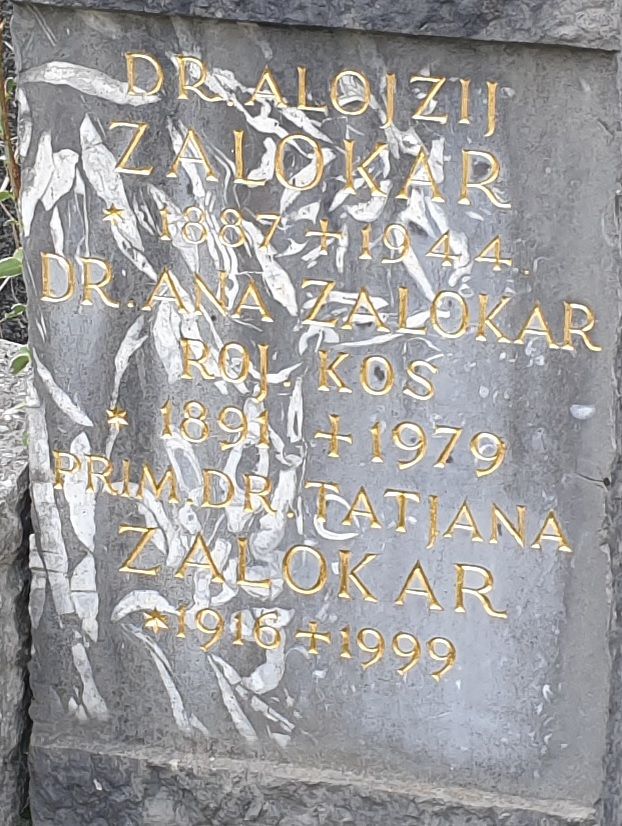 DR. ALOJZIJ
ZALOKAR
* 1887 + 1944.
DR. ANA ZALOKAR
ROJ. KOS
* 1891 + 1979
PRIM. DR. TATJANA
ZALOKAR
* 1916 + 1999